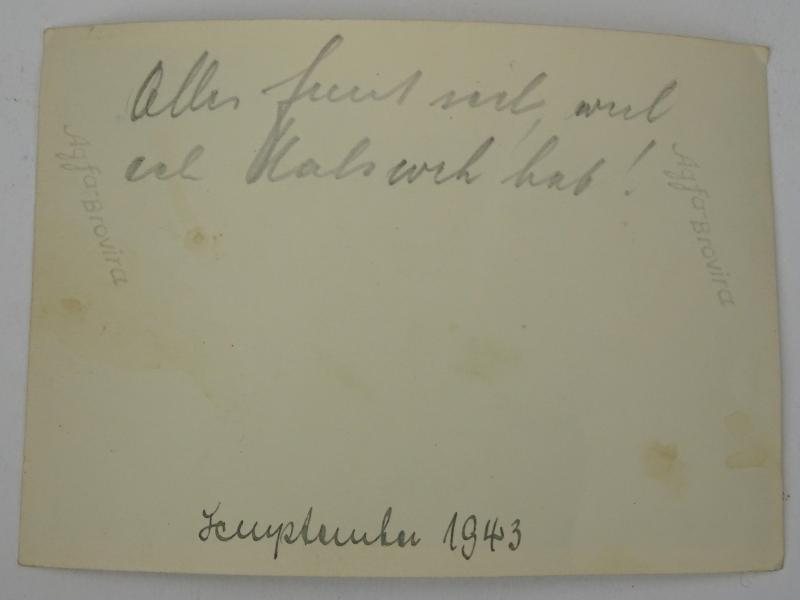 Alles freut sich, weil
ich Halsweh hab!
Agfa-Brovira
Agfa-Brovira
September 1943